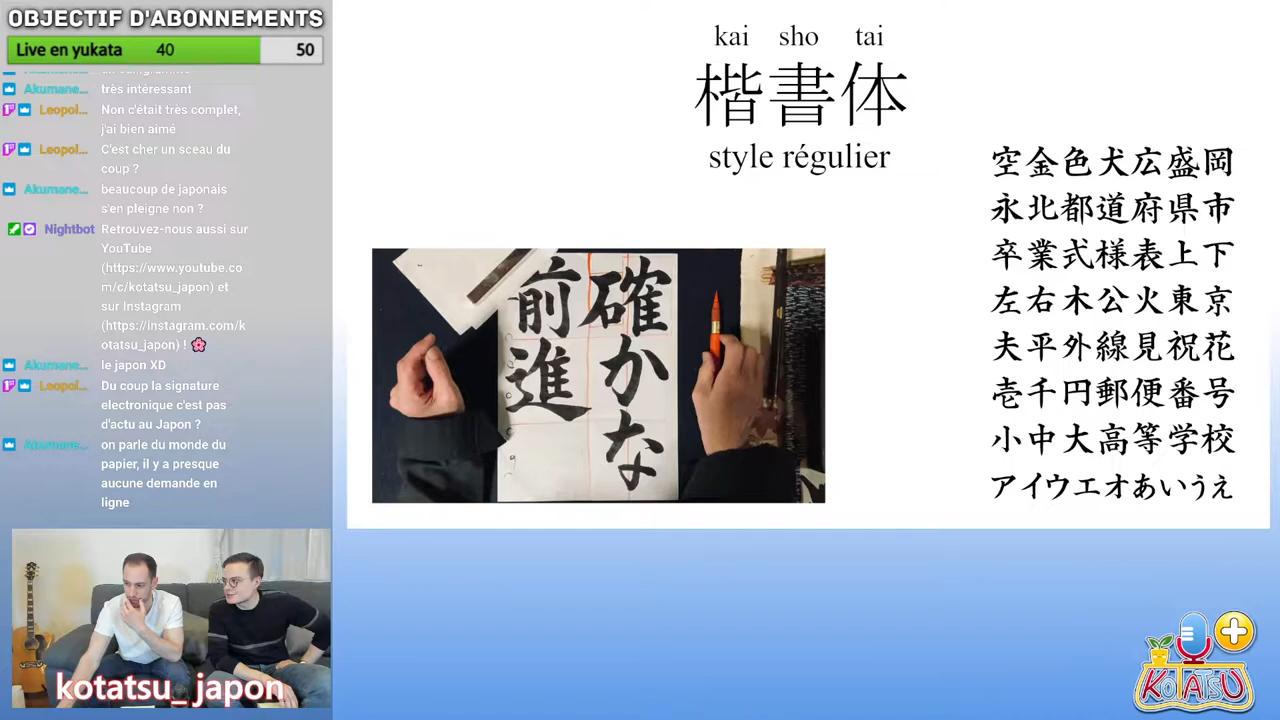 OBJECTIF D'ABONNEMENTS
Live en yukata 40 50
Akumane... très intéressant
Leopol... Non c'était très complet,
j'ai bien aimé
Leopol... C'est cher un sceau du
coup ?
Akumane... beaucoup de japonais
s'en pleigne non ?
Nightbot Retrouvez-nous aussi sur
YouTube
(https://www.youtube.co
m/c/kotatsu_japon) et
sur Instagram
(https://instagram.com/k
otatsu_japon) ! 🌸
Akumane... le japon XD
Leopol... Du coup la signature
electronique c'est pas
d'actu au Japon ?
Akumane... on parle du monde du
papier, il y a presque
aucune demande en
ligne
kotatsu_japon
kai sho tai
楷書体
style régulier
確かな
前進
空金色犬広盛岡
永北都道府県市
卒業式様表上下
左右木公火東京
夫平外線見祝花
壱千円郵便番号
小中大高等学校
アイウエオあいうえ
KOTATSU